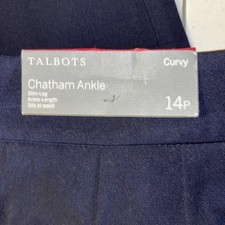 TALBOTS Curvy
Chatham Ankle
Slim Leg
Ankle Length
Sits at waist
14P